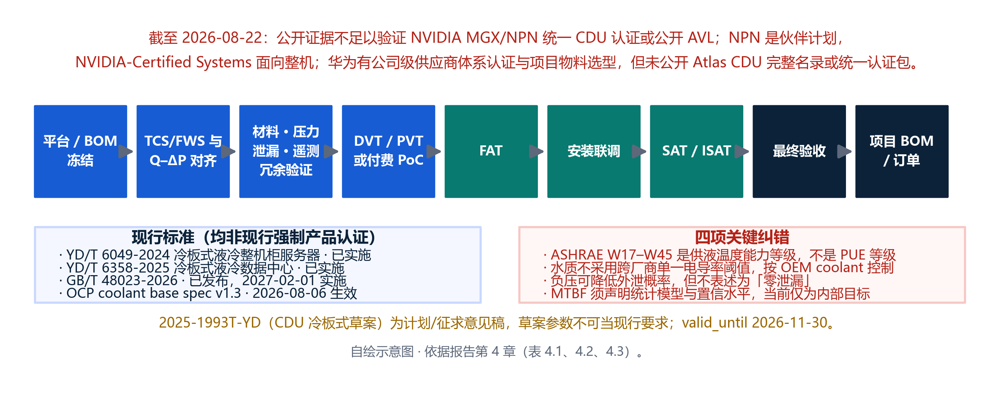 截至 2026-08-22：公开证据不足以验证 NVIDIA MGX/NPN 统一 CDU 认证或公开 AVL；NPN 是伙伴计划，
NVIDIA-Certified Systems 面向整机；华为有公司级供应商体系认证与项目物料选型，但未公开 Atlas CDU 完整名录或统一认证包。
平台 / BOM
冻结
TCS/FWS 与
Q–ΔP 对齐
材料・压力
泄漏・遥测
冗余验证
DVT / PVT
或付费 PoC
FAT
安装联调
SAT / ISAT
最终验收
项目 BOM
/ 订单
现行标准（均非现行强制产品认证）
· YD/T 6049-2024 冷板式液冷整机柜服务器 · 已实施
· YD/T 6358-2025 冷板式液冷数据中心 · 已实施
· GB/T 48023-2026 · 已发布，2027-02-01 实施
· OCP coolant base spec v1.3 · 2026-08-06 生效
四项关键纠错
· ASHRAE W17–W45 是供液温度能力等级，不是 PUE 等级
· 水质不采用跨厂商单一电导率阈值，按 OEM coolant 控制
· 负压可降低外泄概率，但不表述为「零泄漏」
· MTBF 须声明统计模型与置信水平，当前仅为内部目标
2025-1993T-YD（CDU 冷板式草案）为计划/征求意见稿，草案参数不可当现行要求；valid_until 2026-11-30。
自绘示意图 · 依据报告第 4 章（表 4.1、4.2、4.3）。